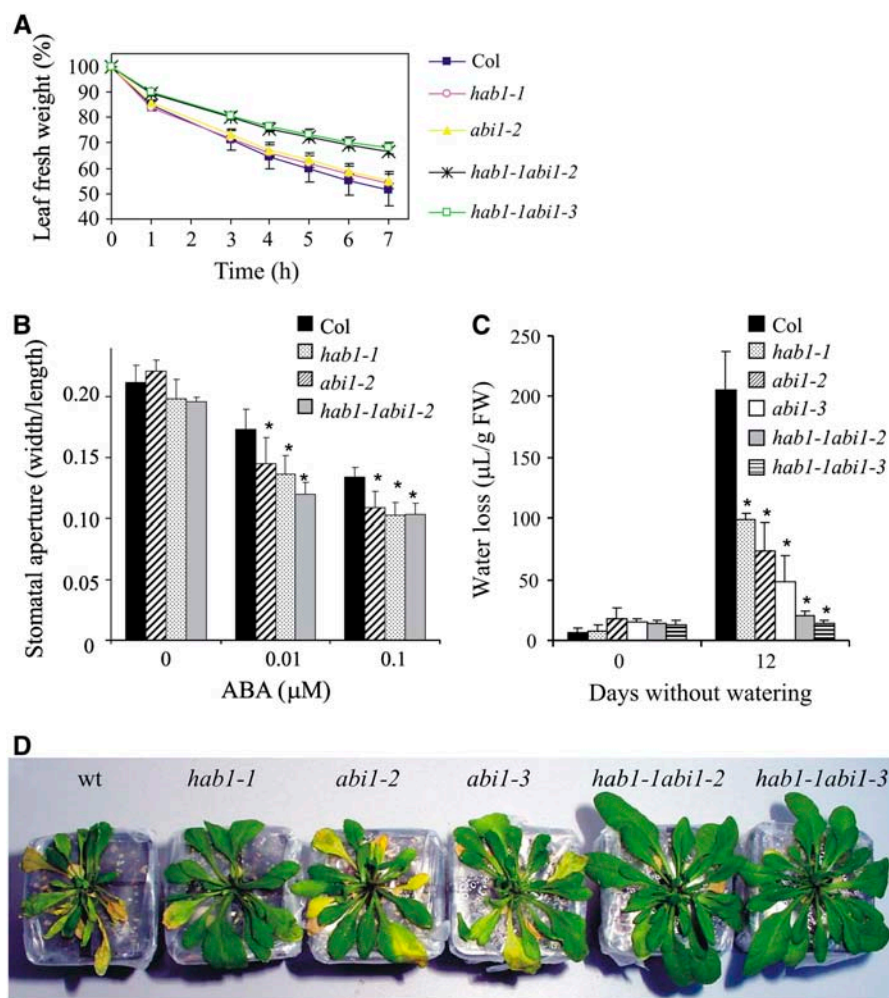 A
Leaf fresh weight (%)
100
90
80
70
60
50
40
0 1 2 3 4 5 6 7
Time (h)
Col
hab1-1
abi1-2
hab1-1abi1-2
hab1-1abi1-3
B
Stomatal aperture (width/length)
0.20
0.15
0.10
0.05
0
Col
hab1-1
abi1-2
hab1-1abi1-2
* * *
* * *
0 0.01 0.1
ABA (µM)
C
Water loss (µL/g FW)
250
200
150
100
50
0
Col
hab1-1
abi1-2
abi1-3
hab1-1abi1-2
hab1-1abi1-3
* * * * *
0 12
Days without watering
D
wt hab1-1 abi1-2 abi1-3 hab1-1abi1-2 hab1-1abi1-3